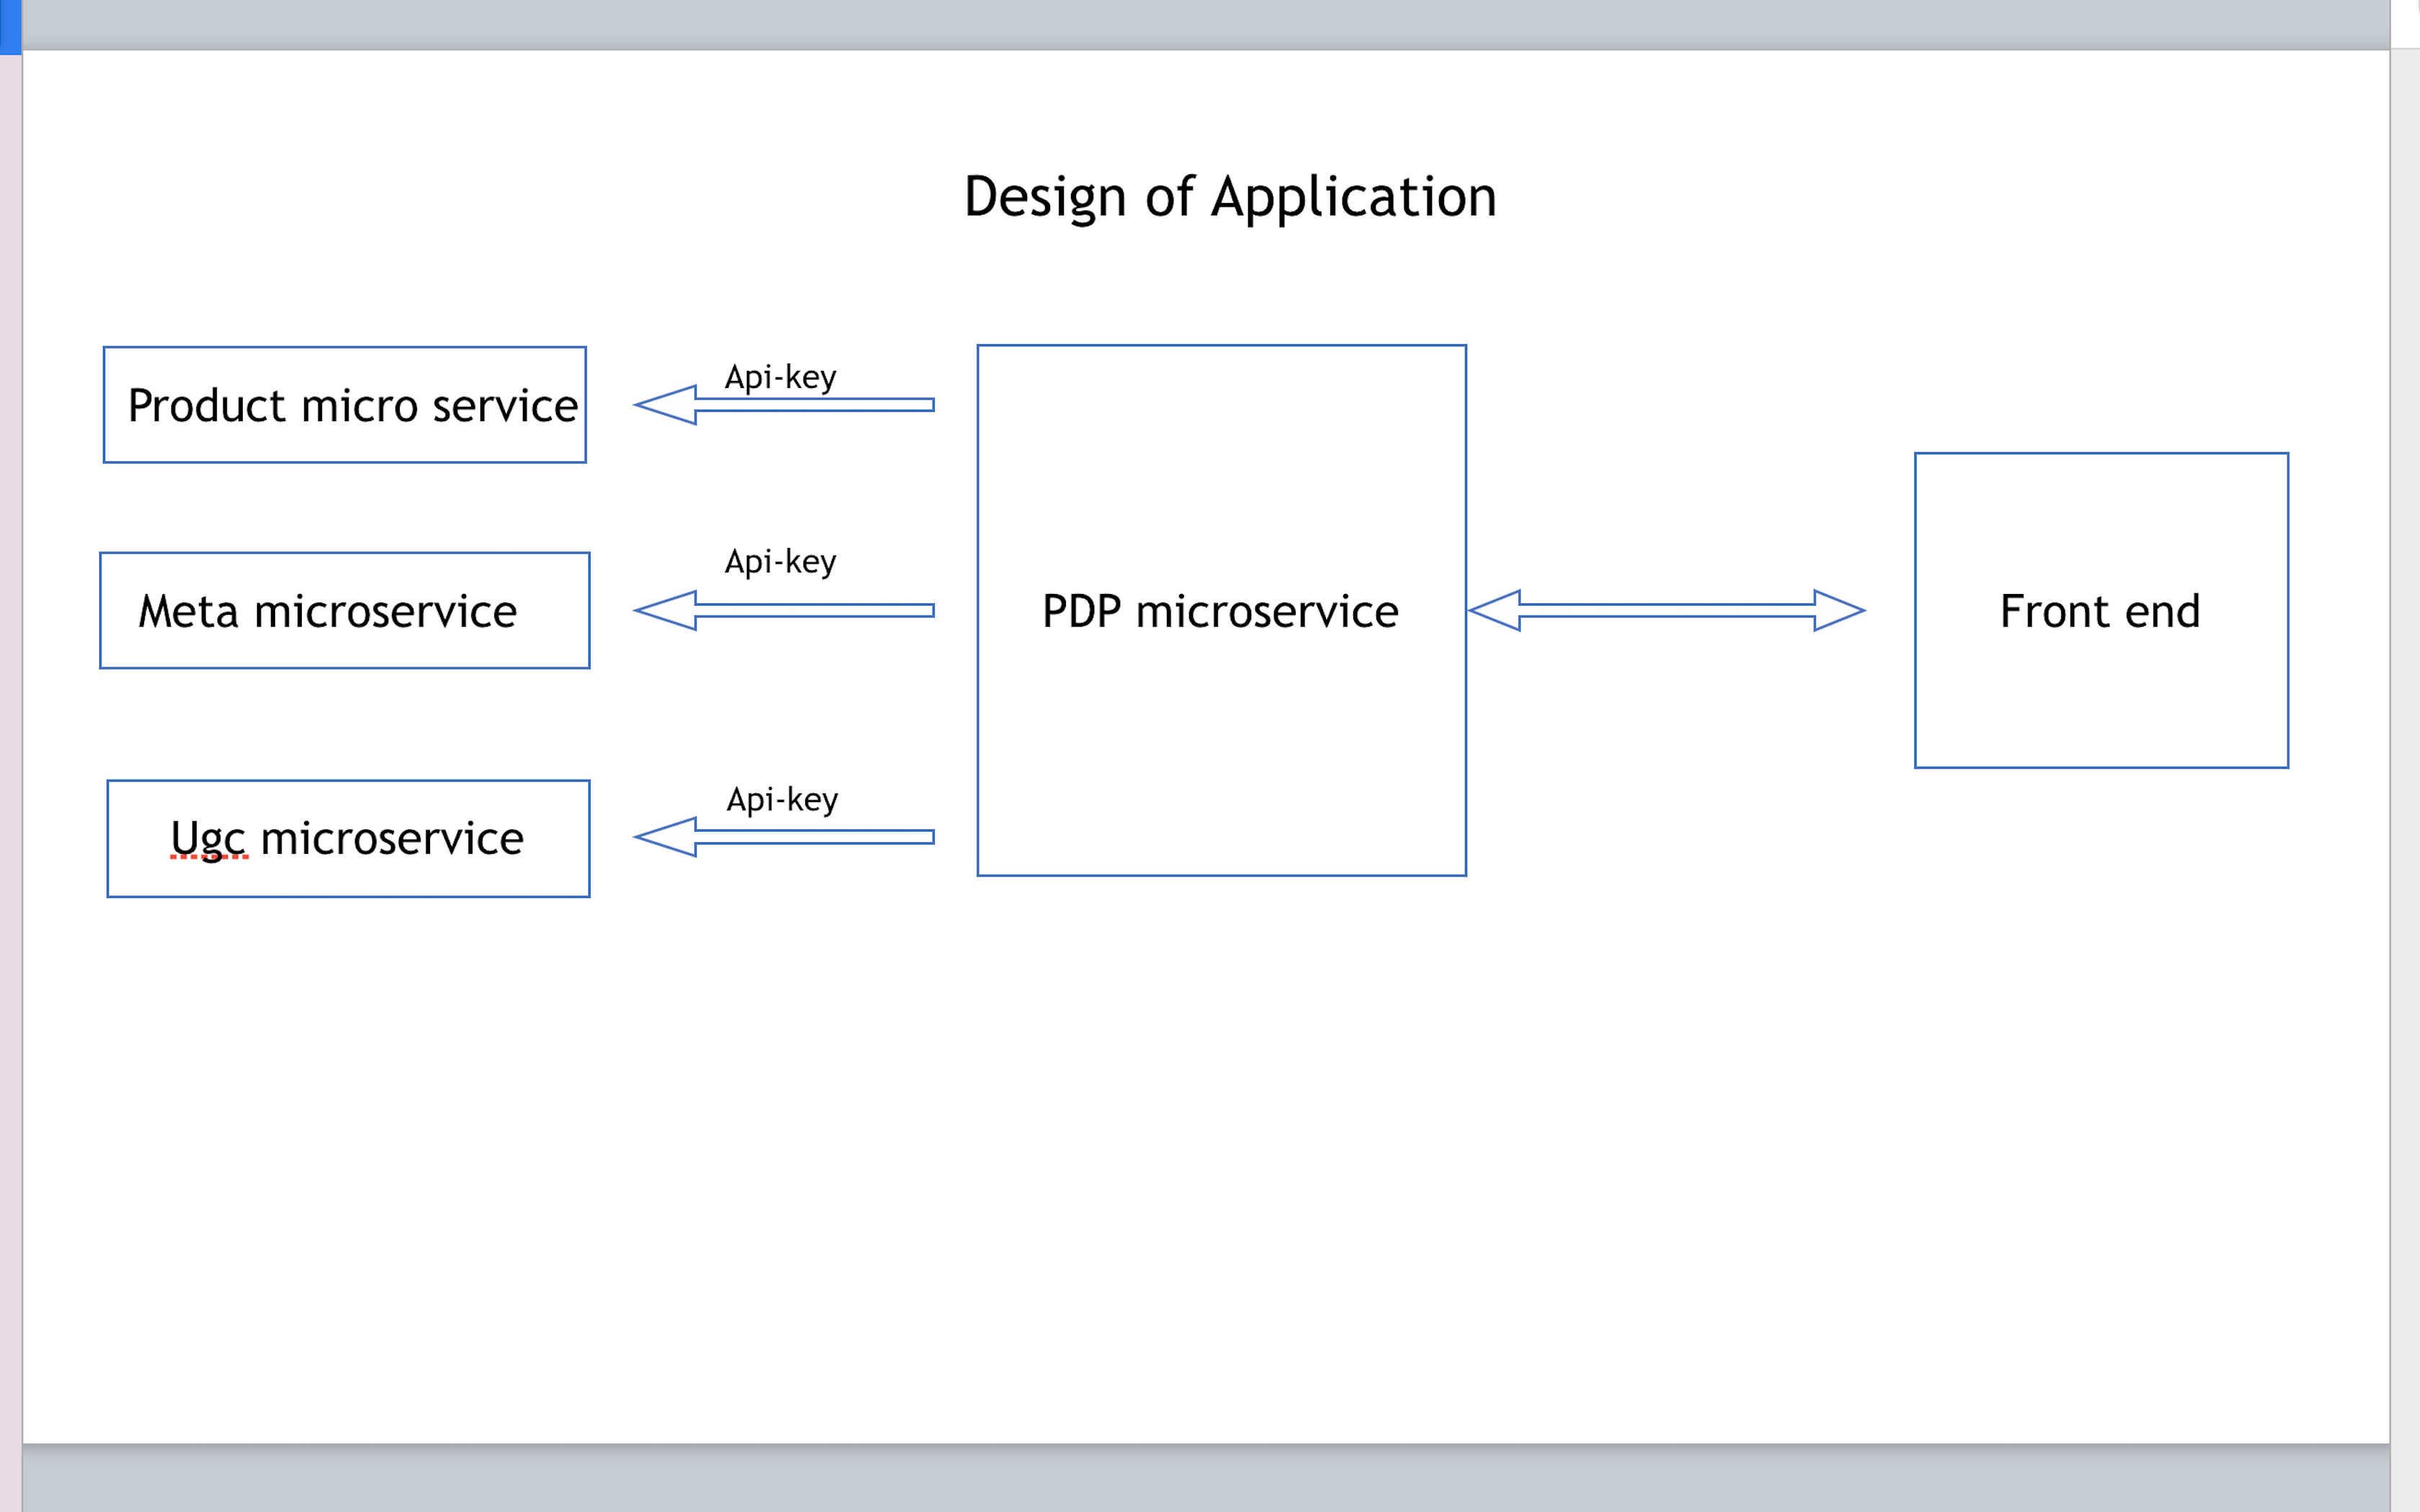 Design of Application
Product micro service
Api-key
Meta microservice
Api-key
PDP microservice
Front end
Ugc microservice
Api-key